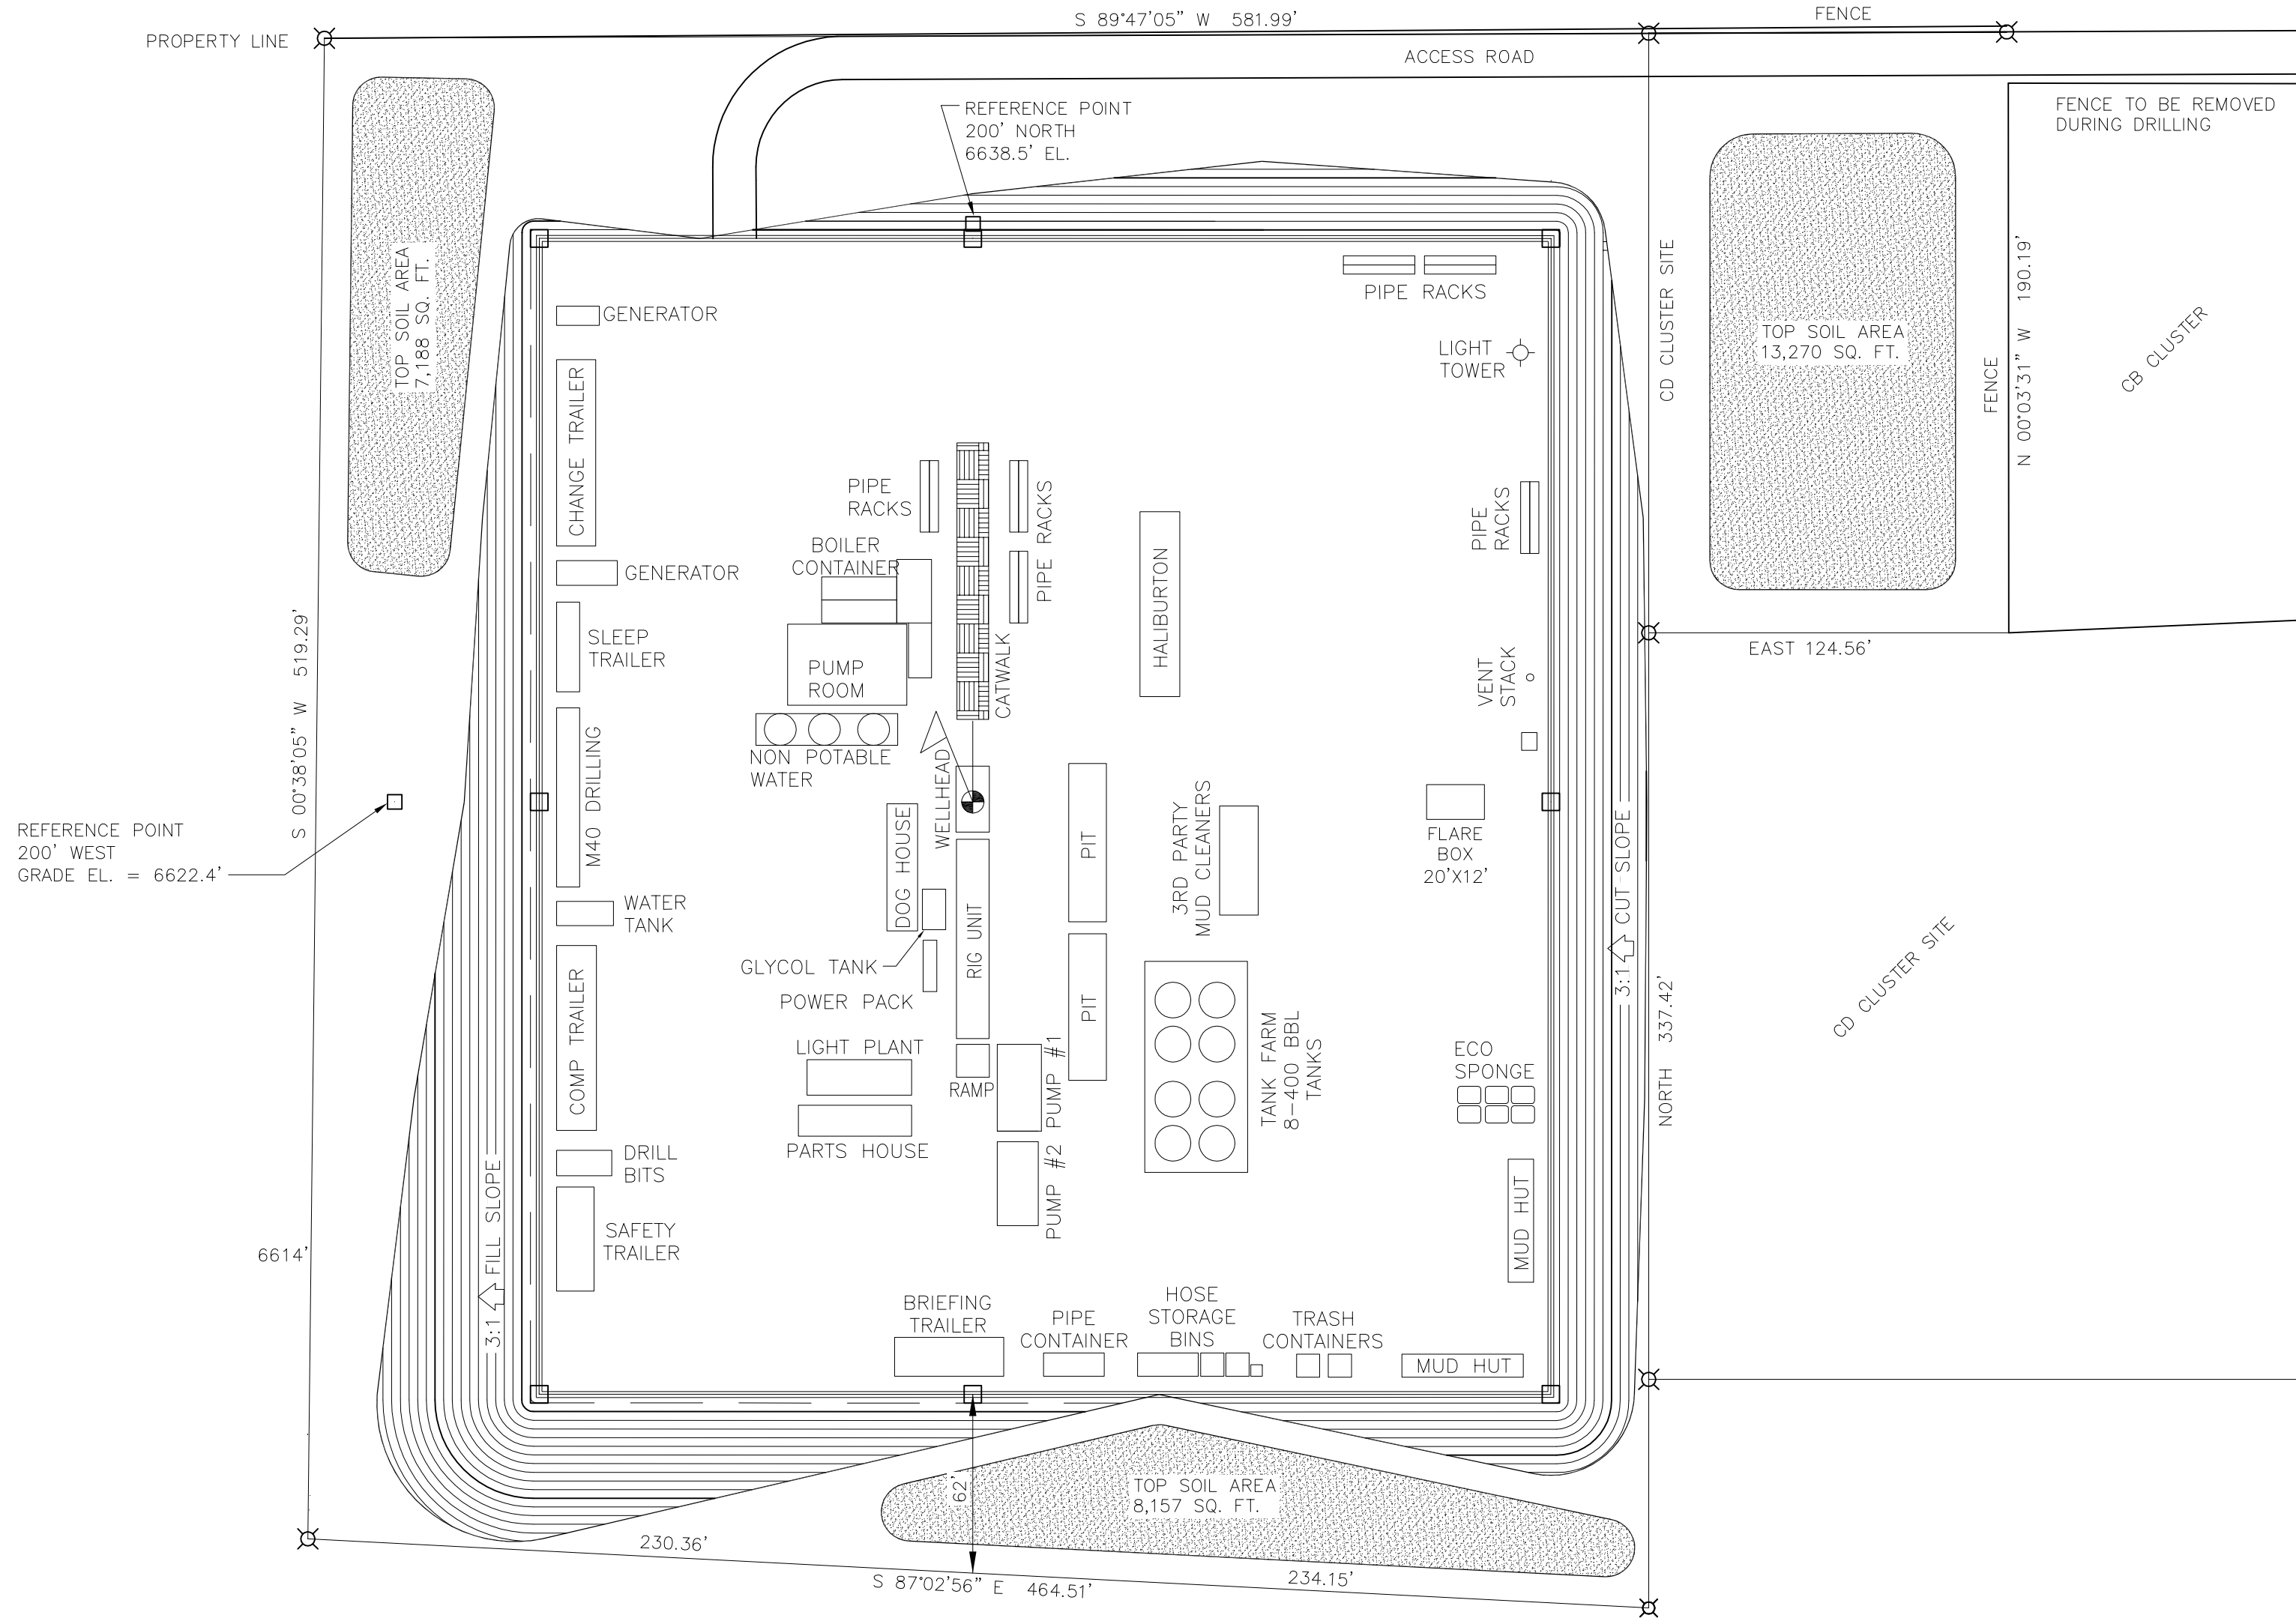 S 89°47'05" W 581.99'
FENCE
PROPERTY LINE
ACCESS ROAD
REFERENCE POINT
200' NORTH
6638.5' EL.
FENCE TO BE REMOVED
DURING DRILLING
TOP SOIL AREA
7,188 SQ. FT.
GENERATOR
PIPE RACKS
LIGHT
TOWER
CD CLUSTER SITE
TOP SOIL AREA
13,270 SQ. FT.
FENCE
N 00°03'31" W 190.19'
CB CLUSTER
CHANGE TRAILER
PIPE
RACKS
PIPE RACKS
PIPE
RACKS
BOILER
CONTAINER
GENERATOR
HALIBURTON
SLEEP
TRAILER
PUMP
ROOM
CATWALK
VENT
STACK
EAST 124.56'
S 00°38'05" W 519.29'
M40 DRILLING
NON POTABLE
WATER
WELLHEAD
REFERENCE POINT
200' WEST
GRADE EL. = 6622.4'
DOG HOUSE
PIT
3RD PARTY
MUD CLEANERS
FLARE
BOX
20'X12'
3:1 CUT SLOPE
WATER
TANK
RIG UNIT
GLYCOL TANK
POWER PACK
CD CLUSTER SITE
COMP TRAILER
PIT
LIGHT PLANT
RAMP
PUMP #1
TANK FARM
8-400 BBL
TANKS
ECO
SPONGE
NORTH 337.42'
PARTS HOUSE
DRILL
BITS
PUMP #2
MUD HUT
3:1 FILL SLOPE
SAFETY
TRAILER
6614'
BRIEFING
TRAILER
PIPE
CONTAINER
HOSE
STORAGE
BINS
TRASH
CONTAINERS
MUD HUT
62'
TOP SOIL AREA
8,157 SQ. FT.
230.36'
S 87°02'56" E 464.51'
234.15'